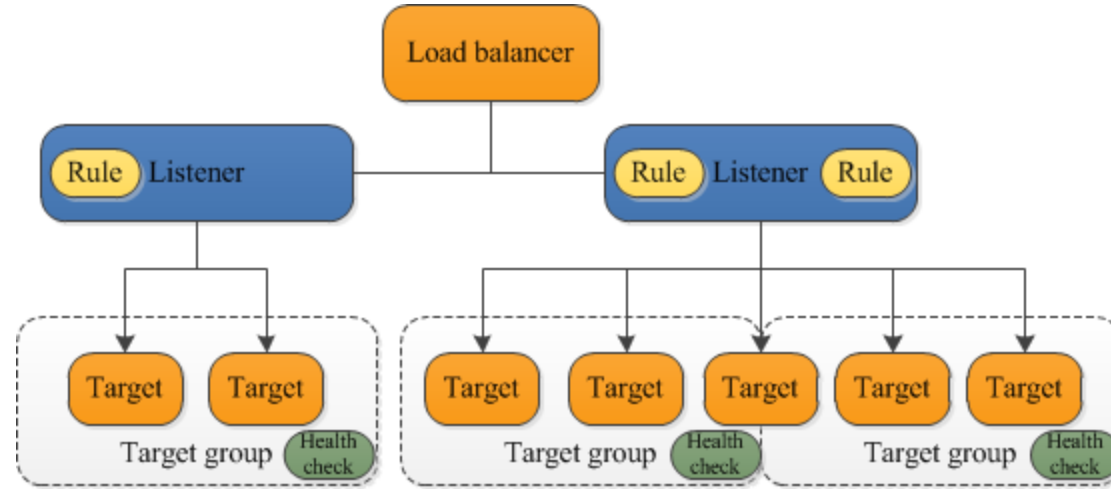 Load balancer
Rule Listener
Rule Listener Rule
Target Target
Target Target Target Target Target
Target group Health
check
Target group Health
check
Target group Health
check